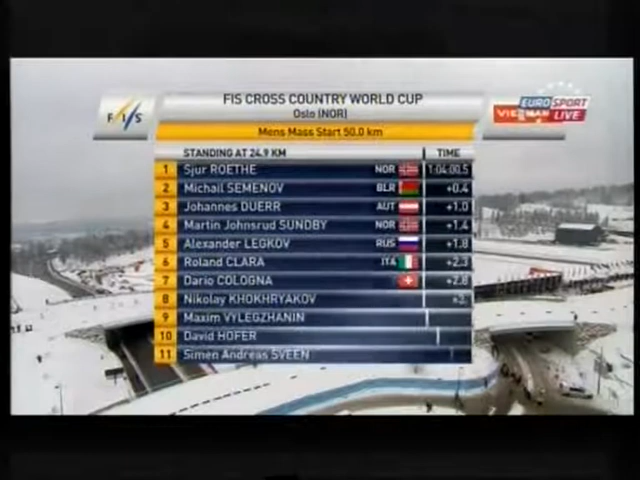 FIS CROSS COUNTRY WORLD CUP
Oslo (NOR)
FIS
EUROSPORT
VIESSMANN LIVE
Mens Mass Start 50.0 km
STANDING AT 24.9 KM TIME
1 Sjur ROETHE NOR 1:04:00.5
2 Michail SEMENOV BLR +0.4
3 Johannes DUERR AUT +1.0
4 Martin Johnsrud SUNDBY NOR +1.4
5 Alexander LEGKOV RUS +1.8
6 Roland CLARA ITA +2.3
7 Dario COLOGNA +2.8
8 Nikolay KHOKHRYAKOV +3.
9 Maxim VYLEGZHANIN
10 David HOFER
11 Simen Andreas SVEEN